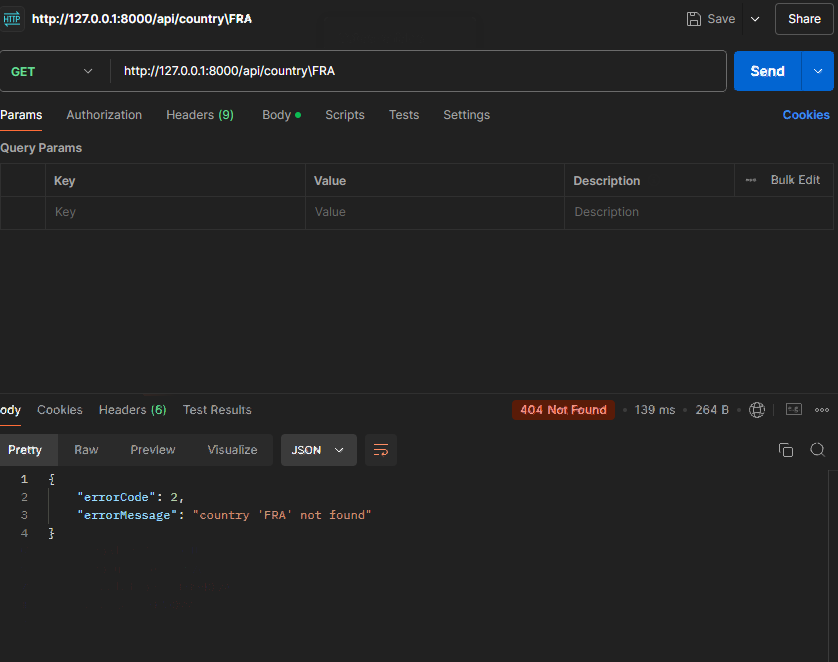 HTTP http://127.0.0.1:8000/api/country\FRA Save Share
GET http://127.0.0.1:8000/api/country\FRA Send
Params Authorization Headers (9) Body Scripts Tests Settings Cookies
Query Params
Key Value Description Bulk Edit
Key Value Description
ody Cookies Headers (6) Test Results 404 Not Found 139 ms 264 B
Pretty Raw Preview Visualize JSON
1 {
2 "errorCode": 2,
3 "errorMessage": "country 'FRA' not found"
4 }